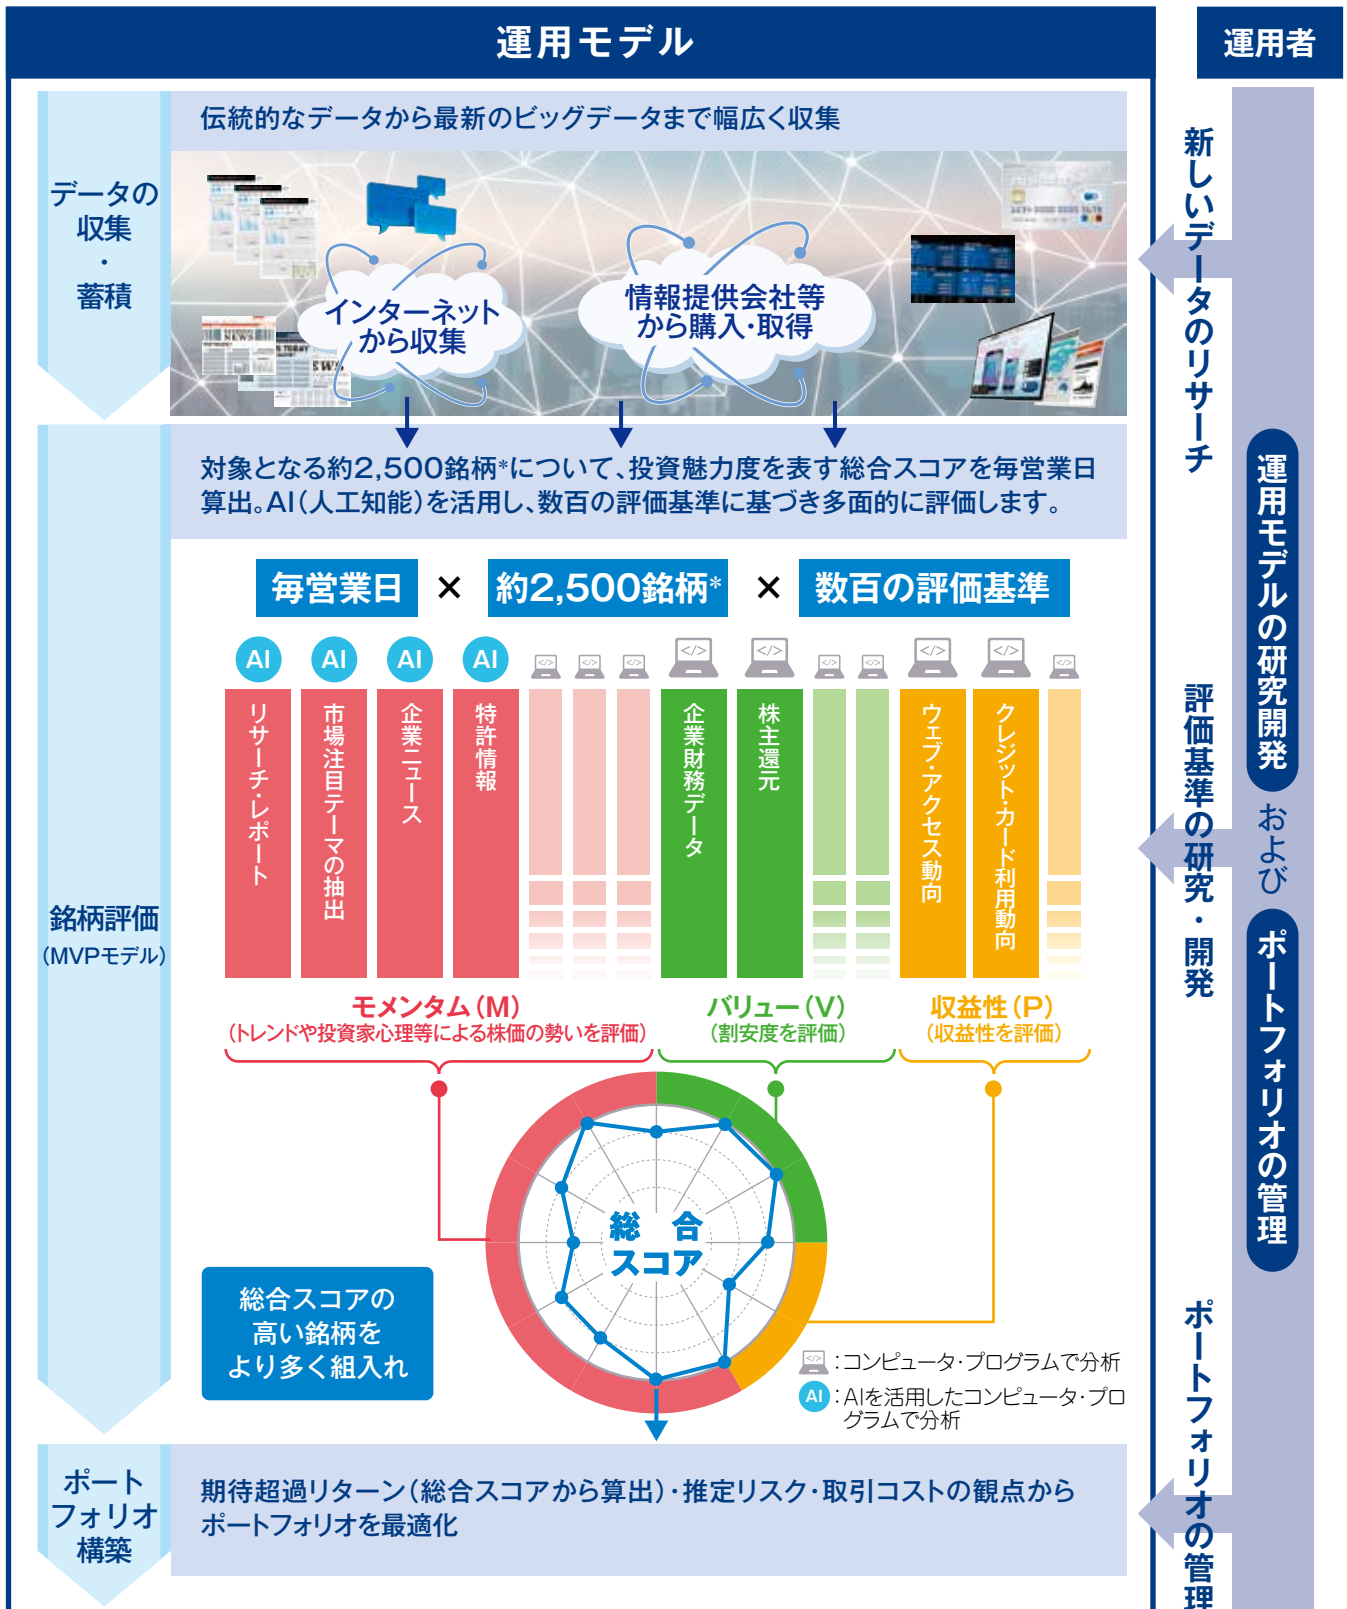 運用モデル
運用者
データの
収集
・
蓄積
伝統的なデータから最新のビッグデータまで幅広く収集
NEWS
TODAY
インターネット
から収集
情報提供会社等
から購入・取得
新しいデータのリサーチ
銘柄評価
(MVPモデル)
対象となる約2,500銘柄*について、投資魅力度を表す総合スコアを毎営業日
算出。AI(人工知能)を活用し、数百の評価基準に基づき多面的に評価します。
毎営業日 × 約2,500銘柄* × 数百の評価基準
AI
AI
AI
AI
リサーチ・レポート
市場注目テーマの抽出
企業ニュース
特許情報
企業財務データ
株主還元
ウェブ・アクセス動向
クレジット・カード利用動向
モメンタム(M)
(トレンドや投資家心理等による株価の勢いを評価)
バリュー(V)
(割安度を評価)
収益性(P)
(収益性を評価)
総 合
スコア
総合スコアの
高い銘柄を
より多く組入れ
</>:コンピュータ・プログラムで分析
AI:AIを活用したコンピュータ・プロ
グラムで分析
評価基準の研究・開発
運用モデルの研究開発
および
ポートフォリオの管理
ポート
フォリオ
構築
期待超過リターン(総合スコアから算出)・推定リスク・取引コストの観点から
ポートフォリオを最適化
ポートフォリオの管理